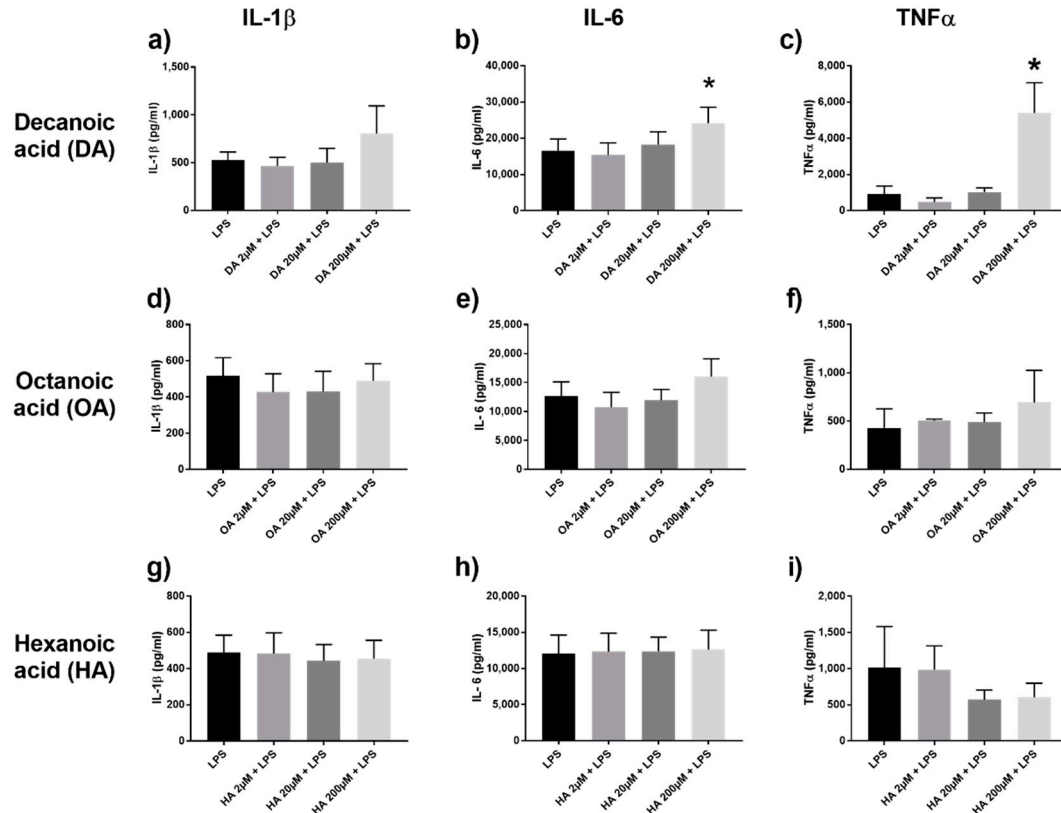 IL-1β
IL-6
TNFα
Decanoic
acid (DA)
a)
1,500
1,000
500
0
IL-1β (pg/ml)
LPS
DA 2µM + LPS
DA 20µM + LPS
DA 200µM + LPS
b)
40,000
30,000
20,000
10,000
0
IL-6 (pg/ml)
*
LPS
DA 2µM + LPS
DA 20µM + LPS
DA 200µM + LPS
c)
8,000
6,000
4,000
2,000
0
TNFα (pg/ml)
*
LPS
DA 2µM + LPS
DA 20µM + LPS
DA 200µM + LPS
Octanoic
acid (OA)
d)
800
600
400
200
0
IL-1β (pg/ml)
LPS
OA 2µM + LPS
OA 20µM + LPS
OA 200µM + LPS
e)
25,000
20,000
15,000
10,000
5,000
0
IL- 6 (pg/ml)
LPS
OA 2µM + LPS
OA 20µM + LPS
OA 200µM + LPS
f)
1,500
1,000
500
0
TNFα (pg/ml)
LPS
OA 2µM + LPS
OA 20µM + LPS
OA 200µM + LPS
Hexanoic
acid (HA)
g)
800
600
400
200
0
IL-1β (pg/ml)
LPS
HA 2µM + LPS
HA 20µM + LPS
HA 200µM + LPS
h)
20,000
15,000
10,000
5,000
0
IL- 6 (pg/ml)
LPS
HA 2µM + LPS
HA 20µM + LPS
HA 200µM + LPS
i)
2,000
1,500
1,000
500
0
TNFα (pg/ml)
LPS
HA 2µM + LPS
HA 20µM + LPS
HA 200µM + LPS